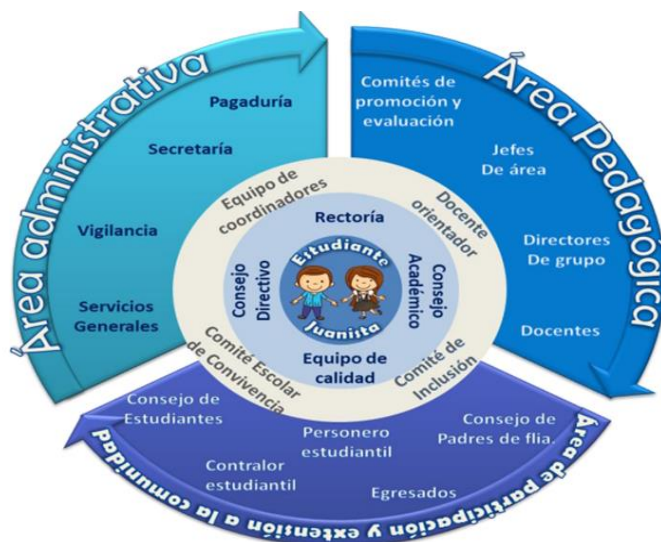 Área administrativa
Pagaduría
Secretaría
Vigilancia
Servicios
Generales
Área Pedagógica
Comités de
promoción y
evaluación
Jefes
De área
Directores
De grupo
Docentes
Equipo de
coordinadores
Docente
orientador
Comité Escolar
de Convivencia
Comité de
Inclusión
Rectoría
Consejo
Directivo
Consejo
Académico
Equipo de
calidad
Estudiante
Juanista
Consejo de
Estudiantes
Personero
estudiantil
Consejo de
Padres de flia.
Contralor
estudiantil
Egresados
Área de participación y extensión a la comunidad